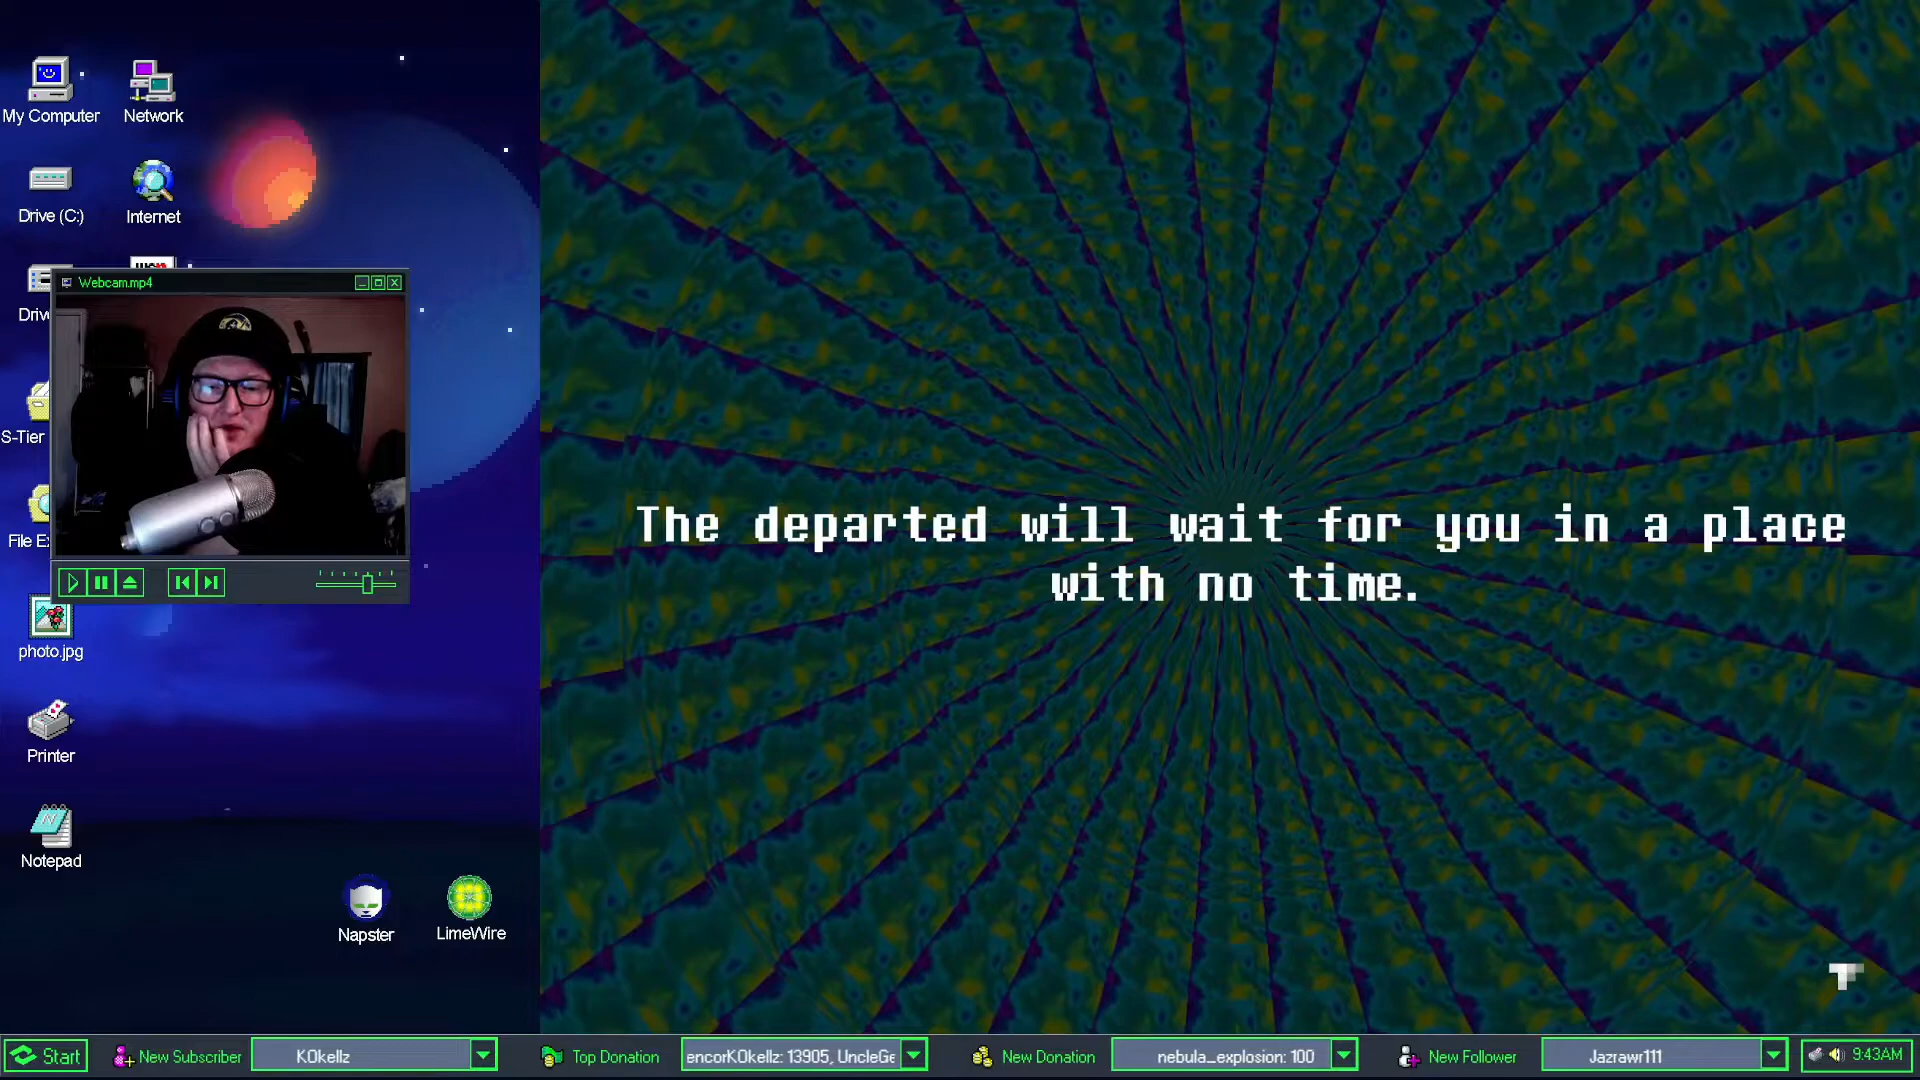 My Computer
Network
Drive (C:)
Internet
Webcam.mp4
S-Tier
photo.jpg
Printer
Notepad
Napster
LimeWire
The departed will wait for you in a place
with no time.
Start
New Subscriber
K0kellz
Top Donation
encorK0kellz: 13905, UncleGe
New Donation
nebula_explosion: 100
New Follower
Jazrawr111
9:43AM